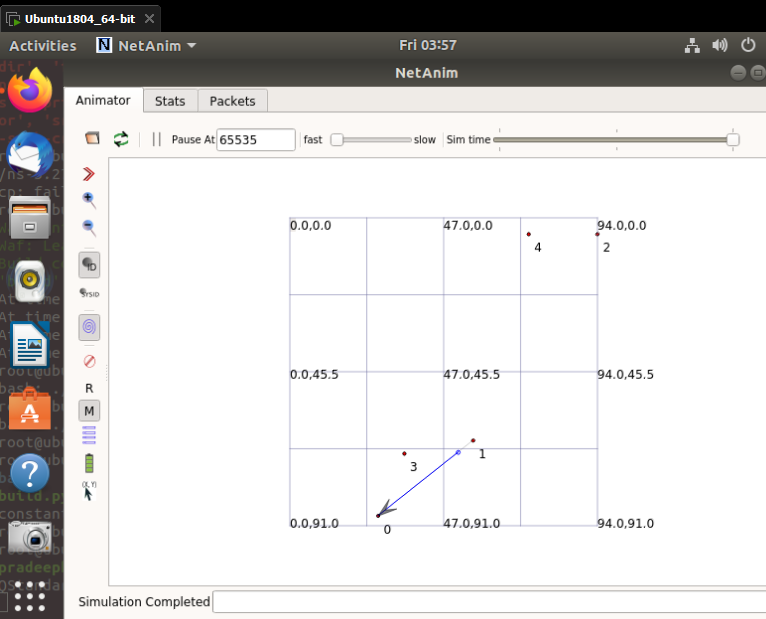 Ubuntu1804_64-bit
Activities
NetAnim
Fri 03:57
NetAnim
Animator
Stats
Packets
Pause At 65535
fast
slow
Sim time
ID
SYSID
R
M
(X,Y)
0.0,0.0
47.0,0.0
94.0,0.0
4
2
0.0,45.5
47.0,45.5
94.0,45.5
3
1
0.0,91.0
47.0,91.0
94.0,91.0
0
Simulation Completed